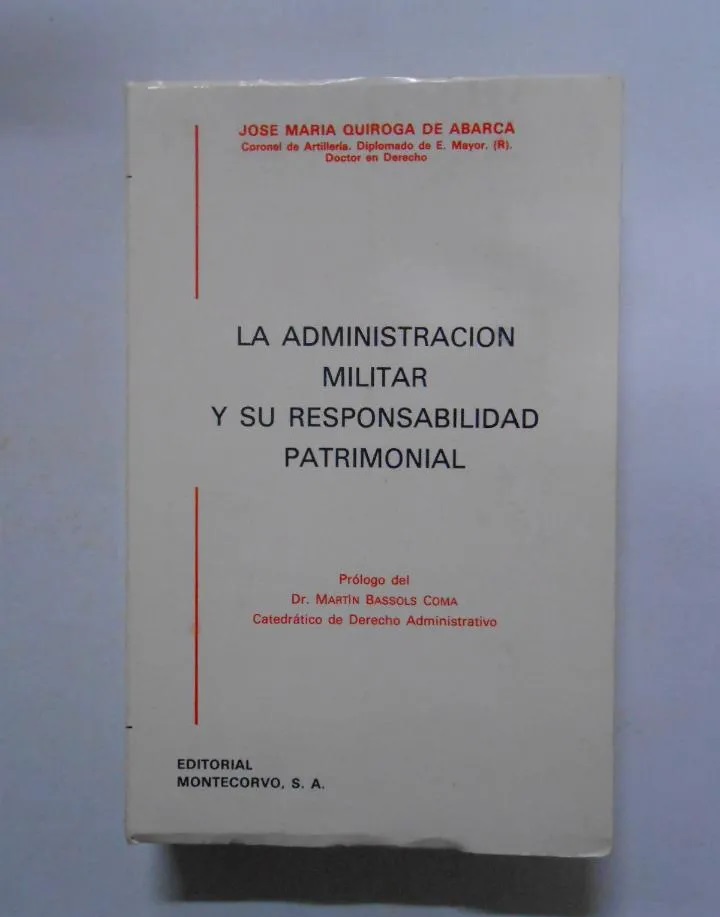 JOSE MARIA QUIROGA DE ABARCA
Coronel de Artillería. Diplomado de E. Mayor. (R).
Doctor en Derecho
LA ADMINISTRACION
MILITAR
Y SU RESPONSABILIDAD
PATRIMONIAL
Prólogo del
Dr. MARTÍN BASSOLS COMA
Catedrático de Derecho Administrativo
EDITORIAL
MONTECORVO, S. A.